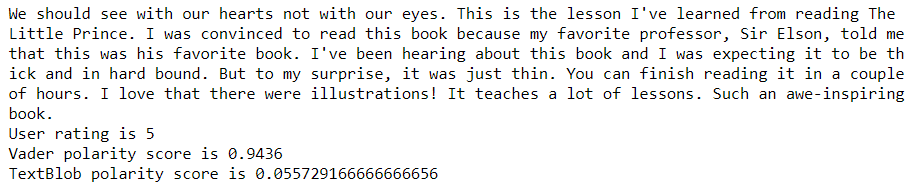 We should see with our hearts not with our eyes. This is the lesson I've learned from reading The
Little Prince. I was convinced to read this book because my favorite professor, Sir Elson, told me
that this was his favorite book. I've been hearing about this book and I was expecting it to be th
ick and in hard bound. But to my surprise, it was just thin. You can finish reading it in a couple
of hours. I love that there were illustrations! It teaches a lot of lessons. Such an awe-inspiring
book.
User rating is 5
Vader polarity score is 0.9436
TextBlob polarity score is 0.055729166666666656